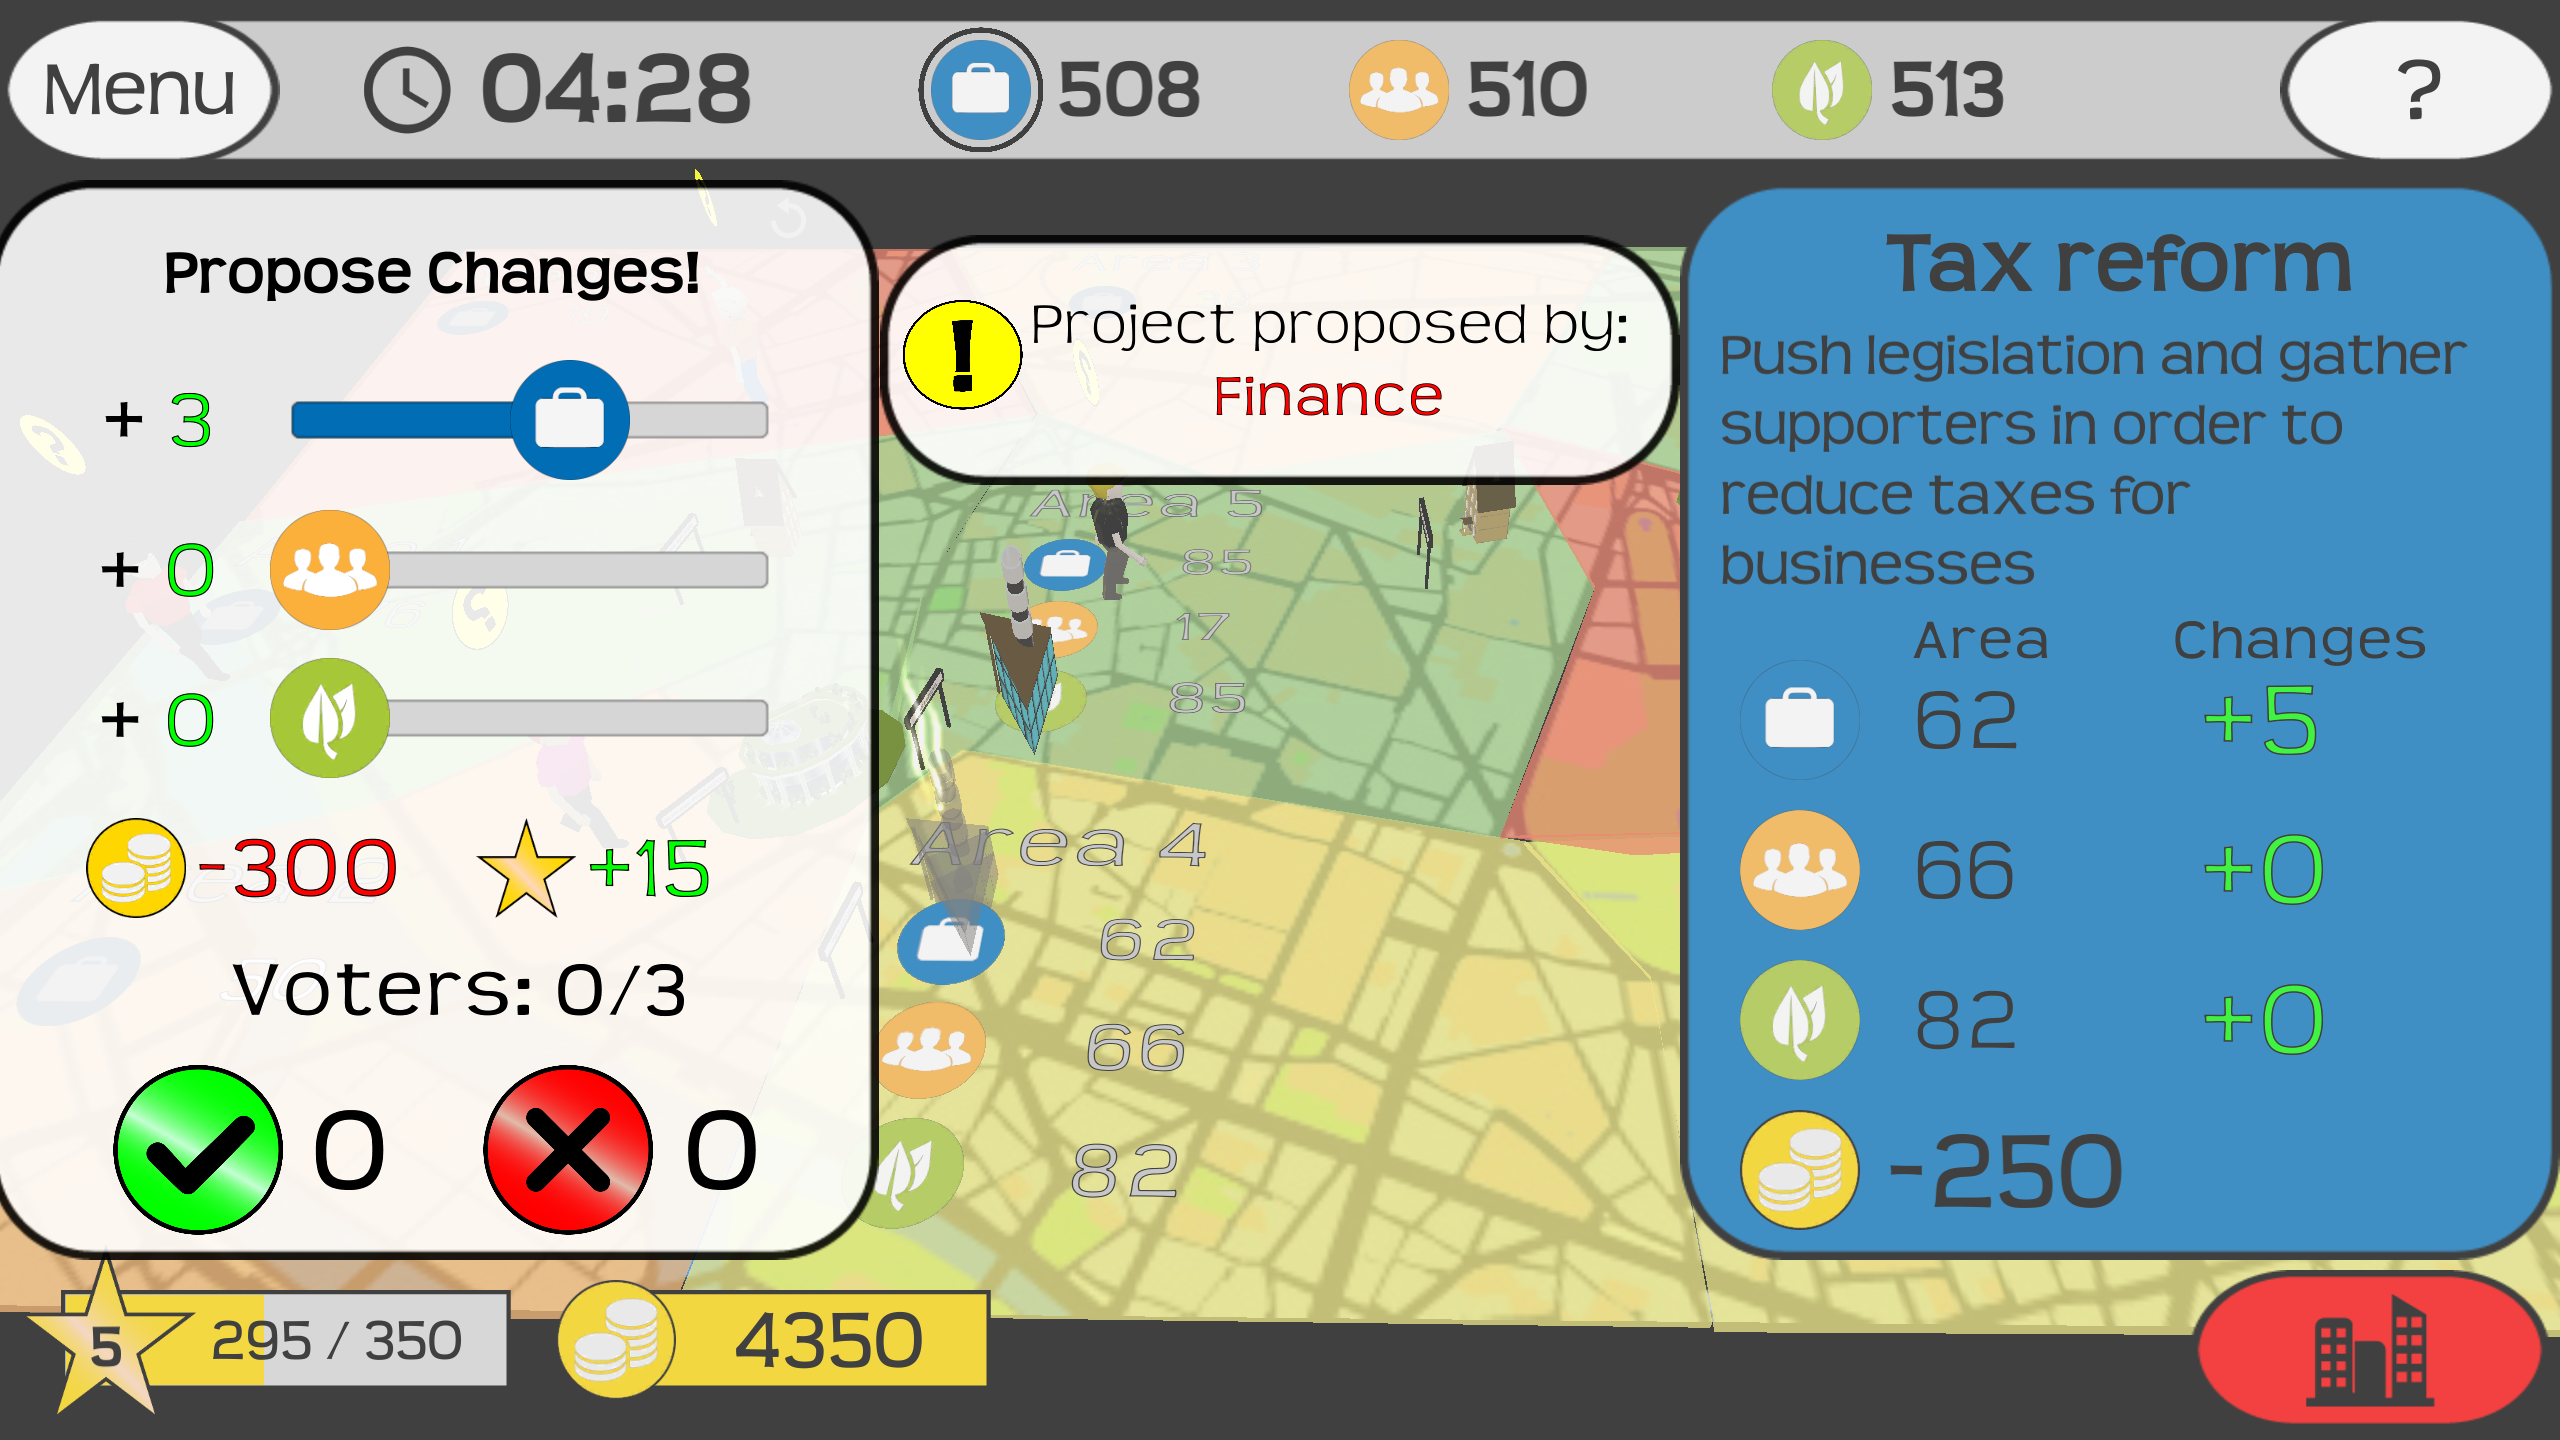 Menu
04:28
508
510
513
?
Propose Changes!
+ 3
+ 0
+ 0
-300
+15
Voters: 0/3
0
0
Project proposed by:
Finance
Area 5
85
17
85
Area 4
62
66
82
Tax reform
Push legislation and gather
supporters in order to
reduce taxes for
businesses
Area Changes
62 +5
66 +0
82 +0
-250
5
295 / 350
4350